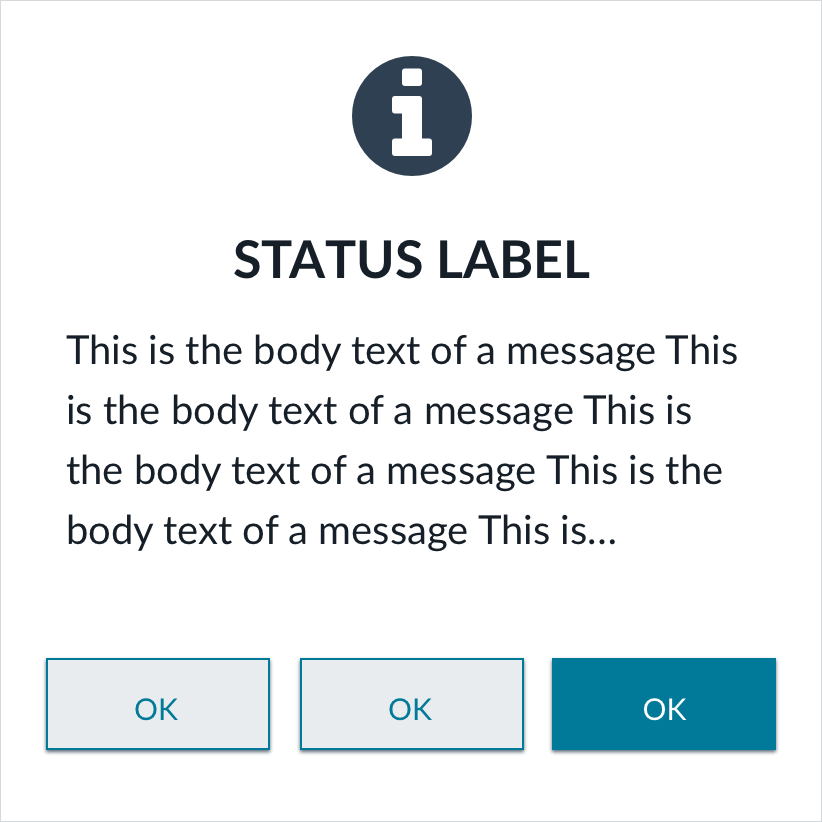 STATUS LABEL
This is the body text of a message This
is the body text of a message This is
the body text of a message This is the
body text of a message This is...
OK
OK
OK